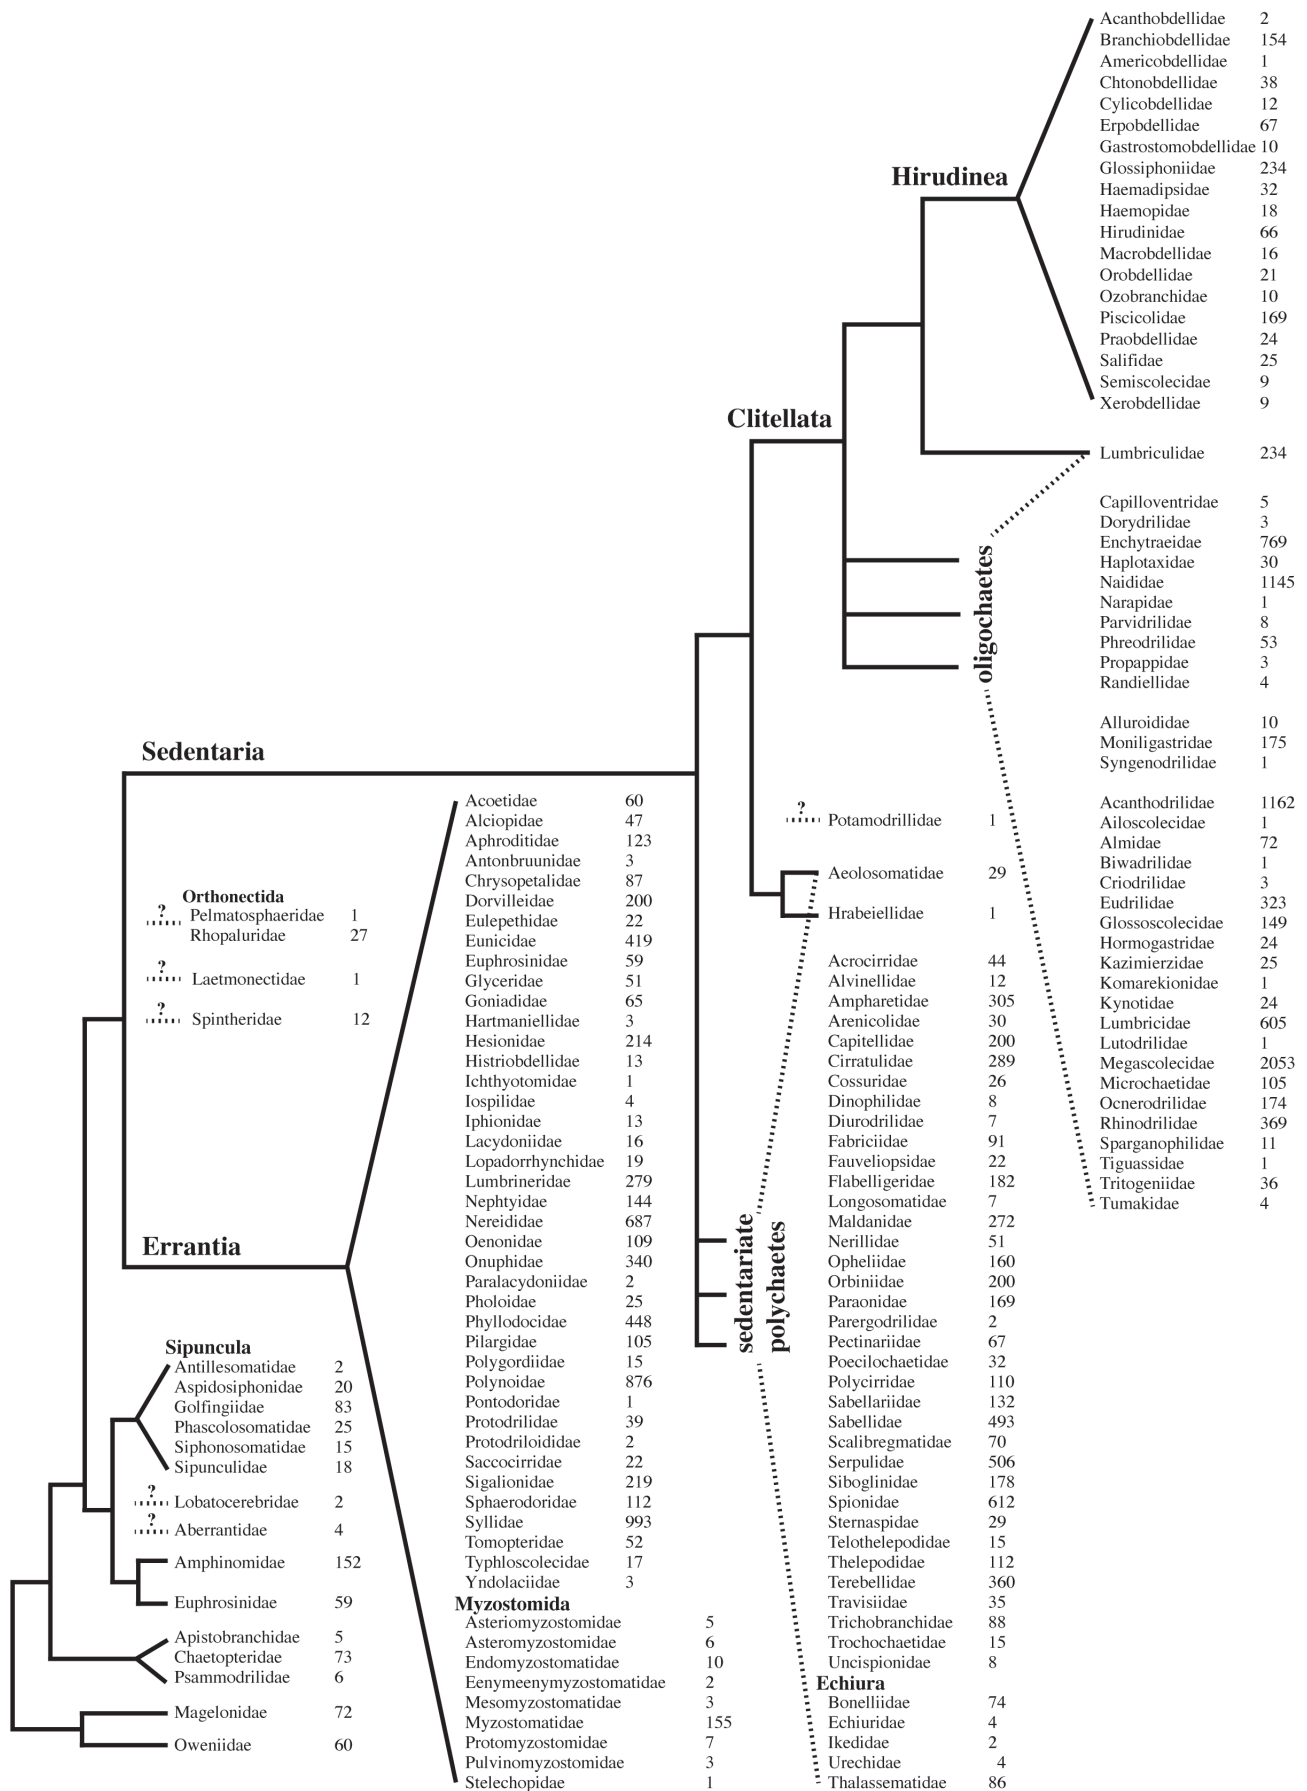 Hirudinea
Acanthobdellidae 2
Branchiobdellidae 154
Americobdellidae 1
Chtonobdellidae 38
Cylicobdellidae 12
Erpobdellidae 67
Gastrostomobdellidae 10
Glossiphoniidae 234
Haemadipsidae 32
Haemopidae 18
Hirudinidae 66
Macrobdellidae 16
Orobdellidae 21
Ozobranchidae 10
Piscicolidae 169
Praobdellidae 24
Salifidae 25
Semiscolecidae 9
Xerobdellidae 9
Clitellata
Lumbriculidae 234
oligochaetes
Capilloventridae 5
Dorydrilidae 3
Enchytraeidae 769
Haplotaxidae 30
Naididae 1145
Narapidae 1
Parvidrilidae 8
Phreodrilidae 53
Propappidae 3
Randiellidae 4
Alluroididae 10
Moniligastridae 175
Syngenodrilidae 1
Acanthodrilidae 1162
Ailoscolecidae 1
Almidae 72
Biwadrilidae 1
Criodrilidae 3
Eudrilidae 323
Glossoscolecidae 149
Hormogastridae 24
Kazimierzidae 25
Komarekionidae 1
Kynotidae 24
Lumbricidae 605
Lutodrilidae 1
Megascolecidae 2053
Microchaetidae 105
Ocnerodrilidae 174
Rhinodrilidae 369
Sparganophilidae 11
Tiguassidae 1
Tritogeniidae 36
Tumakidae 4
Sedentaria
? Potamodrillidae 1
Aeolosomatidae 29
Hrabeiellidae 1
sedentariate
polychaetes
Acrocirridae 44
Alvinellidae 12
Ampharetidae 305
Arenicolidae 30
Capitellidae 200
Cirratulidae 289
Cossuridae 26
Dinophilidae 8
Diurodrilidae 7
Fabriciidae 91
Fauveliopsidae 22
Flabelligeridae 182
Longosomatidae 7
Maldanidae 272
Nerillidae 51
Opheliidae 160
Orbiniidae 200
Paraonidae 169
Parergodrilidae 2
Pectinariidae 67
Poecilochaetidae 32
Polycirridae 110
Sabellariidae 132
Sabellidae 493
Scalibregmatidae 70
Serpulidae 506
Siboglinidae 178
Spionidae 612
Sternaspidae 29
Telothelepodidae 15
Thelepodidae 112
Terebellidae 360
Travisiidae 35
Trichobranchidae 88
Trochochaetidae 15
Uncispionidae 8
Echiura
Bonelliidae 74
Echiuridae 4
Ikedidae 2
Urechidae 4
Thalassematidae 86
Orthonectida
? Pelmatosphaeridae 1
Rhopaluridae 27
? Laetmonectidae 1
? Spintheridae 12
Errantia
Acoetidae 60
Alciopidae 47
Aphroditidae 123
Antonbruunidae 3
Chrysopetalidae 87
Dorvilleidae 200
Eulepethidae 22
Eunicidae 419
Euphrosinidae 59
Glyceridae 51
Goniadidae 65
Hartmaniellidae 3
Hesionidae 214
Histriobdellidae 13
Ichthyotomidae 1
Iospilidae 4
Iphionidae 13
Lacydoniidae 16
Lopadorrhynchidae 19
Lumbrineridae 279
Nephtyidae 144
Nereididae 687
Oenonidae 109
Onuphidae 340
Paralacydoniidae 2
Pholoidae 25
Phyllodocidae 448
Pilargidae 105
Polygordiidae 15
Polynoidae 876
Pontodoridae 1
Protodrilidae 39
Protodriloididae 2
Saccocirridae 22
Sigalionidae 219
Sphaerodoridae 112
Syllidae 993
Tomopteridae 52
Typhloscolecidae 17
Yndolaciidae 3
Myzostomida
Asteriomyzostomidae 5
Asteromyzostomidae 6
Endomyzostomatidae 10
Eenymeenymyzostomatidae 2
Mesomyzostomatidae 3
Myzostomatidae 155
Protomyzostomidae 7
Pulvinomyzostomidae 3
Stelechopidae 1
Sipuncula
Antillesomatidae 2
Aspidosiphonidae 20
Golfingiidae 83
Phascolosomatidae 25
Siphonosomatidae 15
Sipunculidae 18
? Lobatocerebridae 2
? Aberrantidae 4
Amphinomidae 152
Euphrosinidae 59
Apistobranchidae 5
Chaetopteridae 73
Psammodrilidae 6
Magelonidae 72
Oweniidae 60